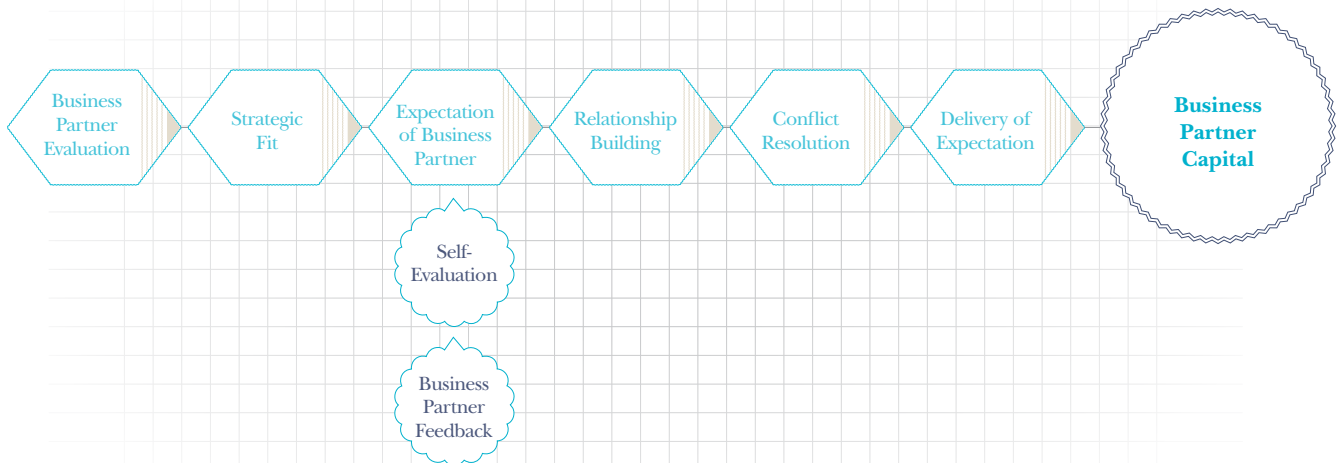 Business
Partner
Evaluation
Strategic
Fit
Expectation
of Business
Partner
Relationship
Building
Conflict
Resolution
Delivery of
Expectation
Business
Partner
Capital
Self-
Evaluation
Business
Partner
Feedback